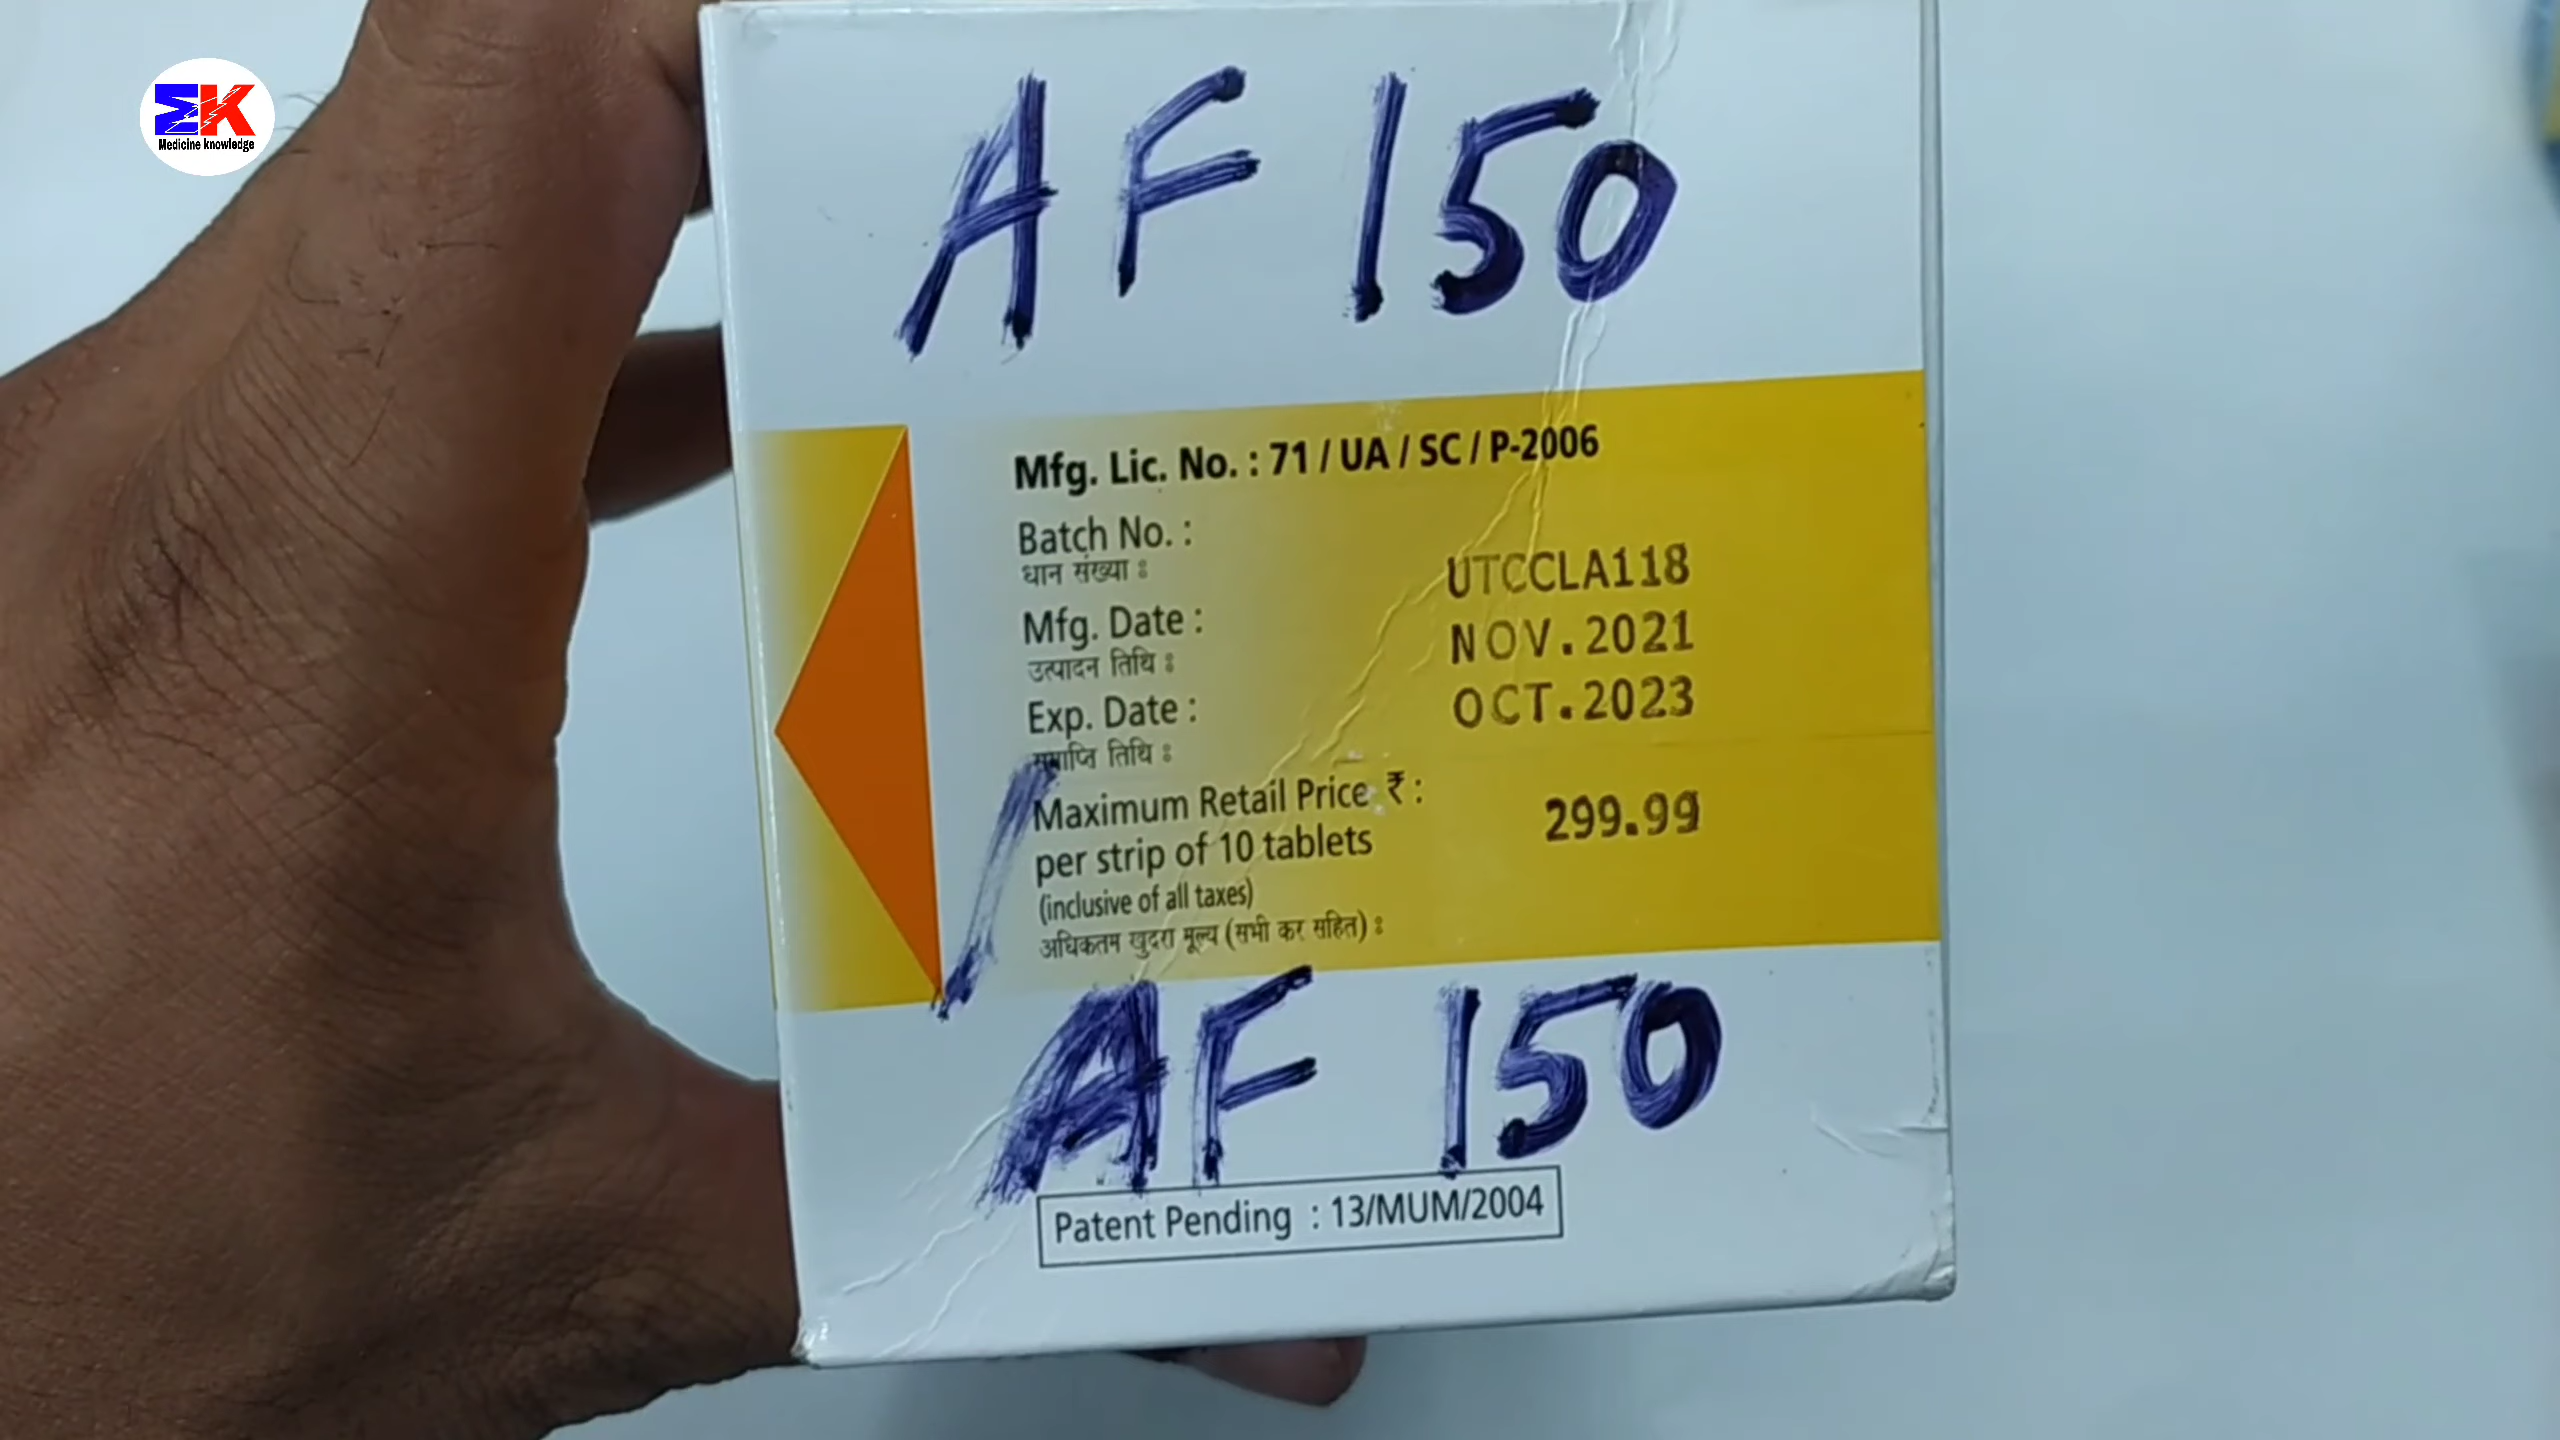 Medicine knowledge
AF 150
Mfg. Lic. No. : 71 / UA / SC / P-2006
Batch No. : UTCCLA118
धान संख्या :
Mfg. Date : NOV.2021
उत्पादन तिथि :
Exp. Date : OCT.2023
समाप्ति तिथि :
Maximum Retail Price ₹ :
per strip of 10 tablets 299.99
(inclusive of all taxes)
अधिकतम खुदरा मूल्य (सभी कर सहित) :
AF 150
Patent Pending : 13/MUM/2004